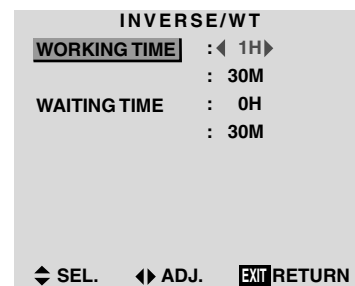 INVERSE/WT
WORKING TIME : ◀ 1H▶
: 30M
WAITING TIME : 0H
: 30M
SEL. ADJ. EXIT RETURN